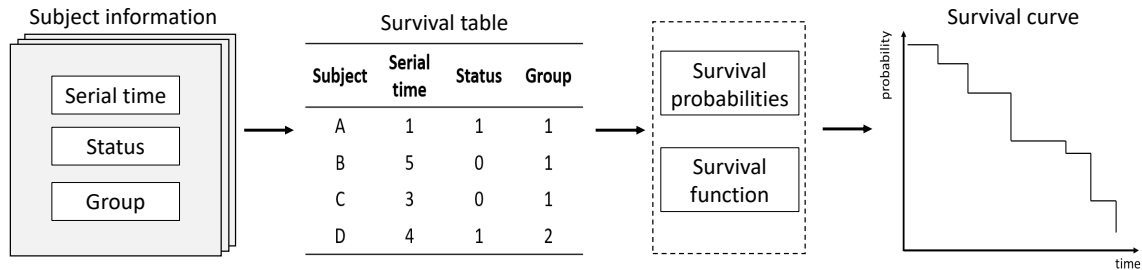 Subject information
Serial time
Status
Group
Survival table
Subject Serial time Status Group
A 1 1 1
B 5 0 1
C 3 0 1
D 4 1 2
Survival
probabilities
Survival
function
Survival curve
probability
time